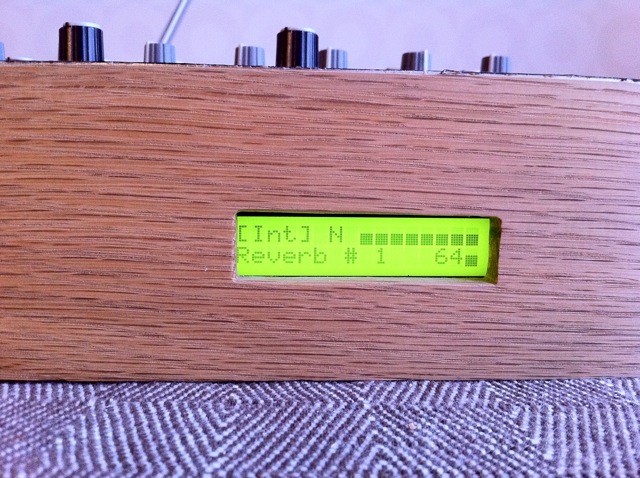 [Int] N ■■■■■■■■
Reverb # 1 64■